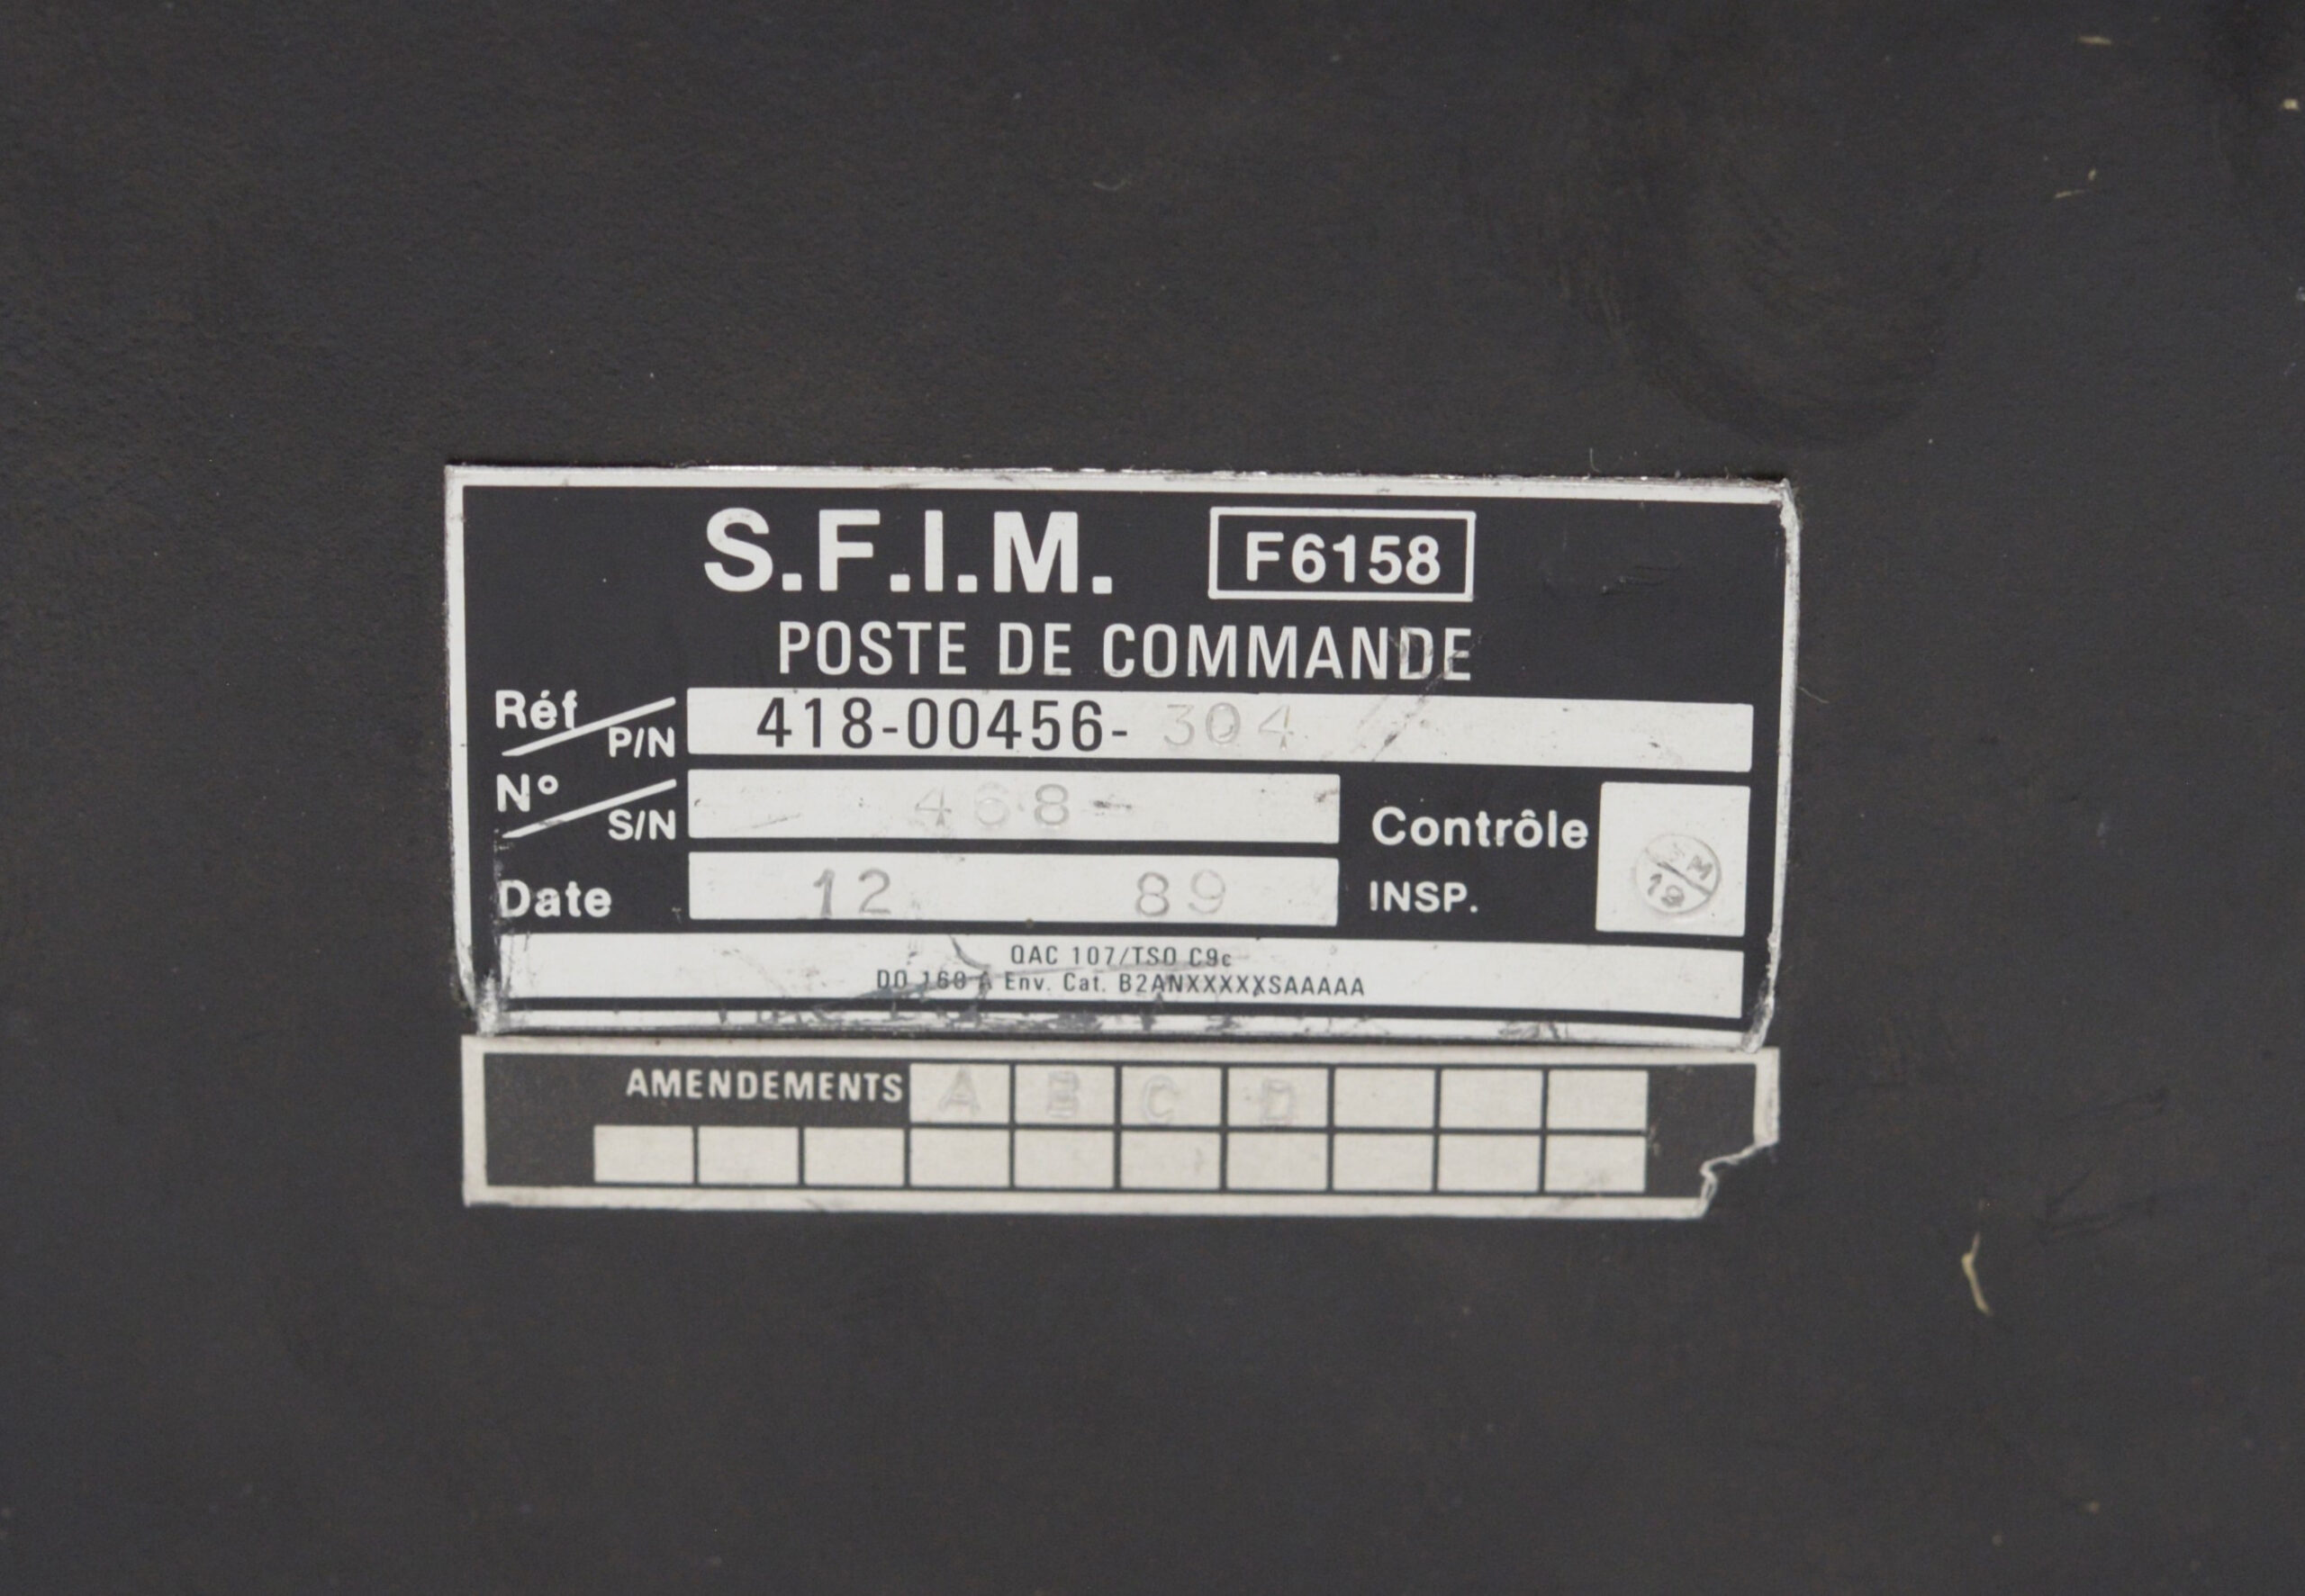 S.F.I.M. F6158
POSTE DE COMMANDE
Réf P/N 418-00456-304
N° S/N 468-
Date 12 89
Contrôle
INSP.
19 M
QAC 107/TSO C9c
DO 160 A Env. Cat. B2ANXXXXXSAAAAA
AMENDEMENTS A B C D